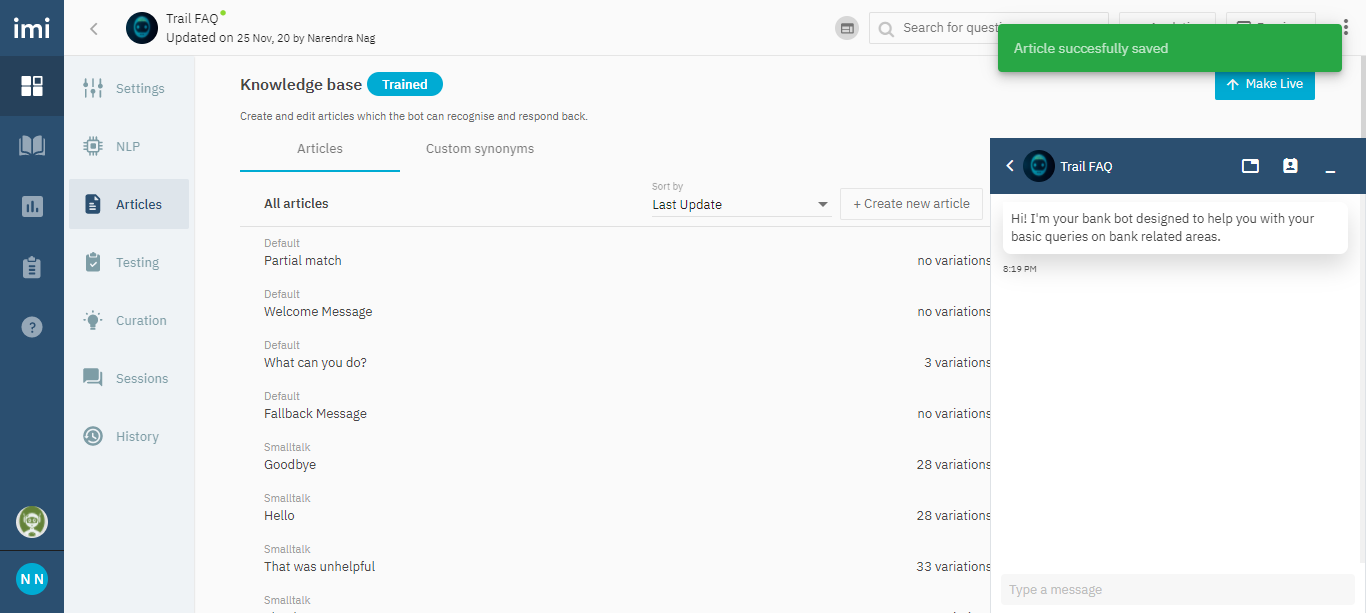 imi
Trail FAQ
Updated on 25 Nov, 20 by Narendra Nag
Search for quest
Article succesfully saved
Settings
NLP
Articles
Testing
Curation
Sessions
History
N N
Knowledge base
Trained
Make Live
Create and edit articles which the bot can recognise and respond back.
Articles
Custom synonyms
All articles
Sort by
Last Update
+ Create new article
Default
Partial match
no variations
Default
Welcome Message
no variations
Default
What can you do?
3 variations
Default
Fallback Message
no variations
Smalltalk
Goodbye
28 variations
Smalltalk
Hello
28 variations
Smalltalk
That was unhelpful
33 variations
Smalltalk
Trail FAQ
Hi! I'm your bank bot designed to help you with your
basic queries on bank related areas.
8:19 PM
Type a message